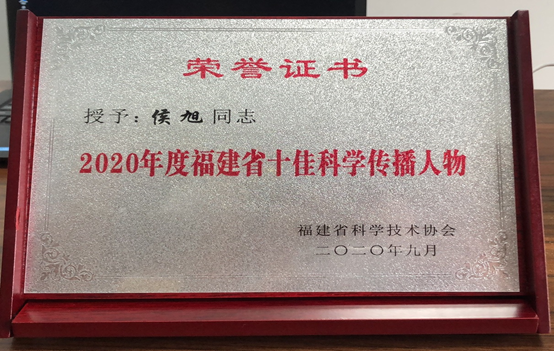 荣誉证书
授予：侯旭同志
2020年度福建省十佳科学传播人物
福建省科学技术协会
二〇二〇年九月